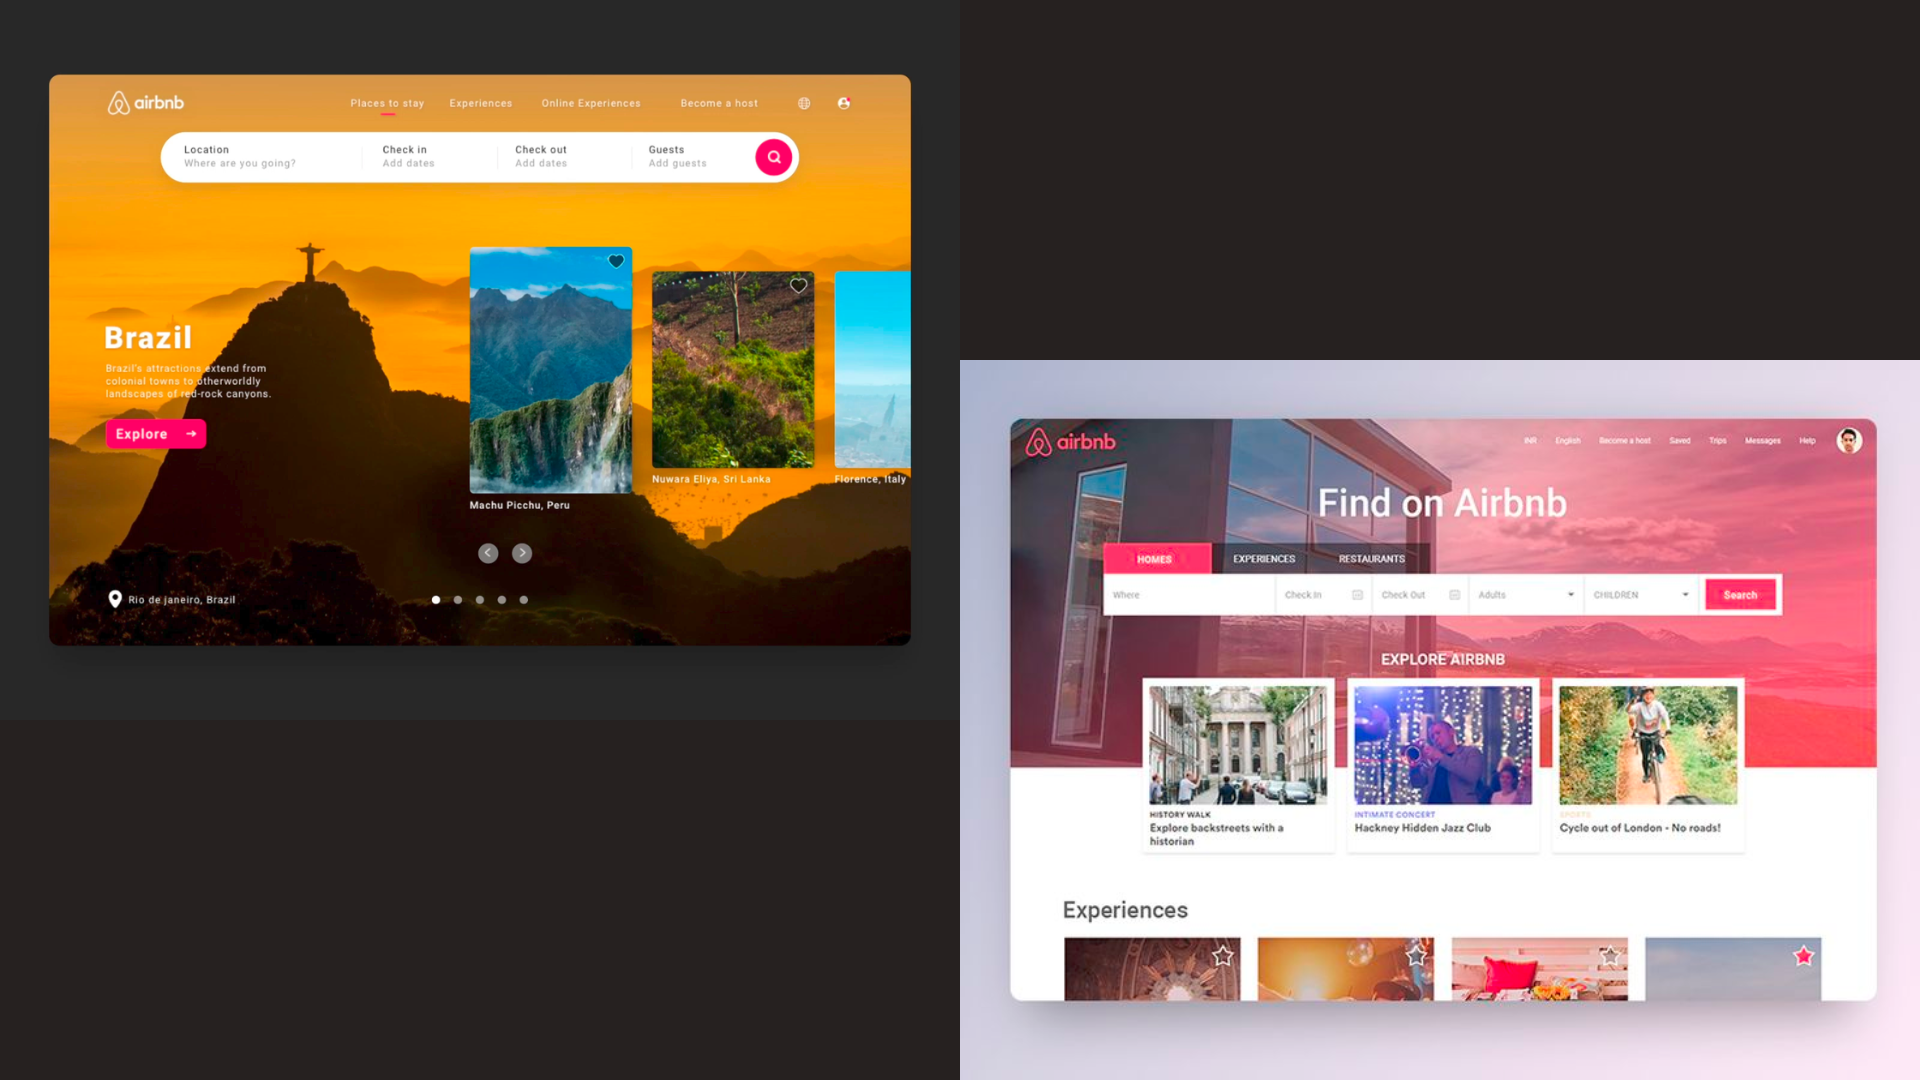 airbnb
Places to stay
Experiences
Online Experiences
Become a host
Location
Where are you going?
Check in
Add dates
Check out
Add dates
Guests
Add guests
Brazil
Brazil's attractions extend from
colonial towns to otherworldly
landscapes of red-rock canyons.
Explore
Machu Picchu, Peru
Nuwara Eliya, Sri Lanka
Florence, Italy
Rio de janeiro, Brazil
airbnb
INR
English
Become a host
Saved
Trips
Messages
Help
Find on Airbnb
HOMES
EXPERIENCES
RESTAURANTS
Where
Check In
Check Out
Adults
CHILDREN
Search
EXPLORE AIRBNB
HISTORY WALK
Explore backstreets with a
historian
INTIMATE CONCERT
Hackney Hidden Jazz Club
SPORTS
Cycle out of London - No roads!
Experiences